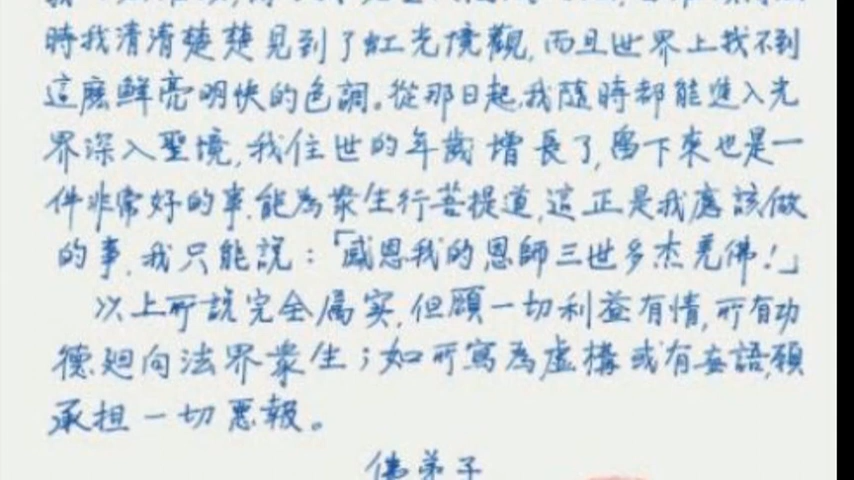 時我清清楚楚見到了虹光境觀,而且世界上找不到
這麼鮮亮明快的色調。從那日起,我隨時都能進入光
界深入聖境,我住世的年歲增長了,留下來也是一
件非常好的事,能為眾生行菩提道,這正是我應該做
的事,我只能說:「感恩我的恩師三世多杰羌佛!」
以上所說完全属实,但願一切利益有情,所有功
德廻向法界眾生;如所寫為虛構或有妄語,願
承担一切惡報。
佛弟子